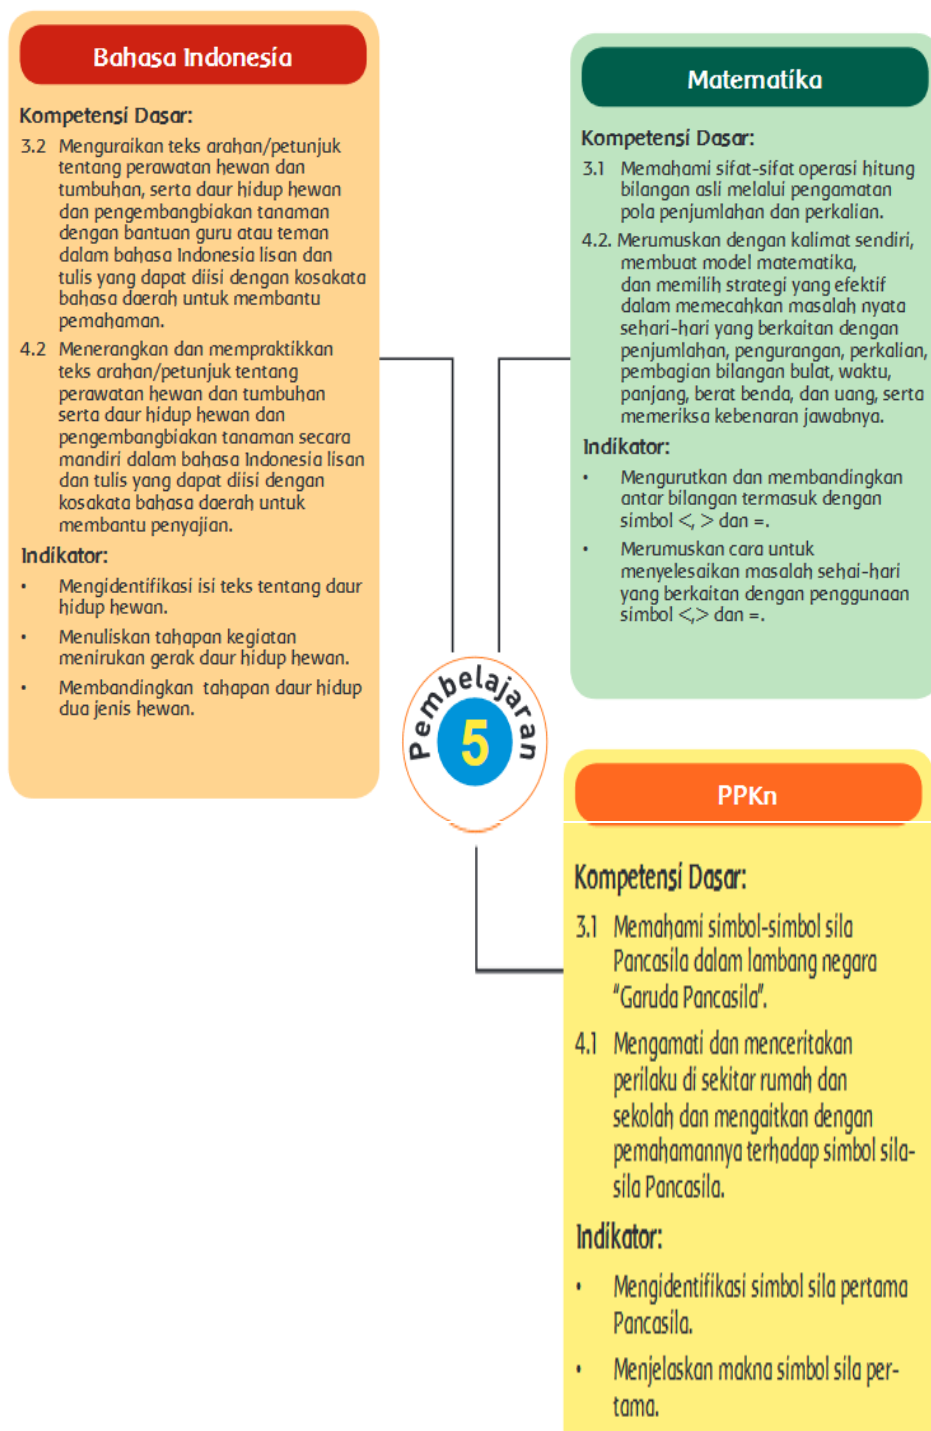 Bahasa Indonesia
Kompetensi Dasar:
3.2 Menguraikan teks arahan/petunjuk
tentang perawatan hewan dan
tumbuhan, serta daur hidup hewan
dan pengembangbiakan tanaman
dengan bantuan guru atau teman
dalam bahasa Indonesia lisan dan
tulis yang dapat diisi dengan kosakata
bahasa daerah untuk membantu
pemahaman.
4.2 Menerangkan dan mempraktikkan
teks arahan/petunjuk tentang
perawatan hewan dan tumbuhan
serta daur hidup hewan dan
pengembangbiakan tanaman secara
mandiri dalam bahasa Indonesia lisan
dan tulis yang dapat diisi dengan
kosakata bahasa daerah untuk
membantu penyajian.
Indikator:
• Mengidentifikasi isi teks tentang daur
hidup hewan.
• Menuliskan tahapan kegiatan
menirukan gerak daur hidup hewan.
• Membandingkan tahapan daur hidup
dua jenis hewan.
Matematika
Kompetensi Dasar:
3.1 Memahami sifat-sifat operasi hitung
bilangan asli melalui pengamatan
pola penjumlahan dan perkalian.
4.2. Merumuskan dengan kalimat sendiri,
membuat model matematika,
dan memilih strategi yang efektif
dalam memecahkan masalah nyata
sehari-hari yang berkaitan dengan
penjumlahan, pengurangan, perkalian,
pembagian bilangan bulat, waktu,
panjang, berat benda, dan uang, serta
memeriksa kebenaran jawabnya.
Indikator:
• Mengurutkan dan membandingkan
antar bilangan termasuk dengan
simbol <, > dan =.
• Merumuskan cara untuk
menyelesaikan masalah sehai-hari
yang berkaitan dengan penggunaan
simbol <,> dan =.
Pembelajaran
5
PPKn
Kompetensi Dasar:
3.1 Memahami simbol-simbol sila
Pancasila dalam lambang negara
"Garuda Pancasila".
4.1 Mengamati dan menceritakan
perilaku di sekitar rumah dan
sekolah dan mengaitkan dengan
pemahamannya terhadap simbol sila-
sila Pancasila.
Indikator:
• Mengidentifikasi simbol sila pertama
Pancasila.
• Menjelaskan makna simbol sila per-
tama.